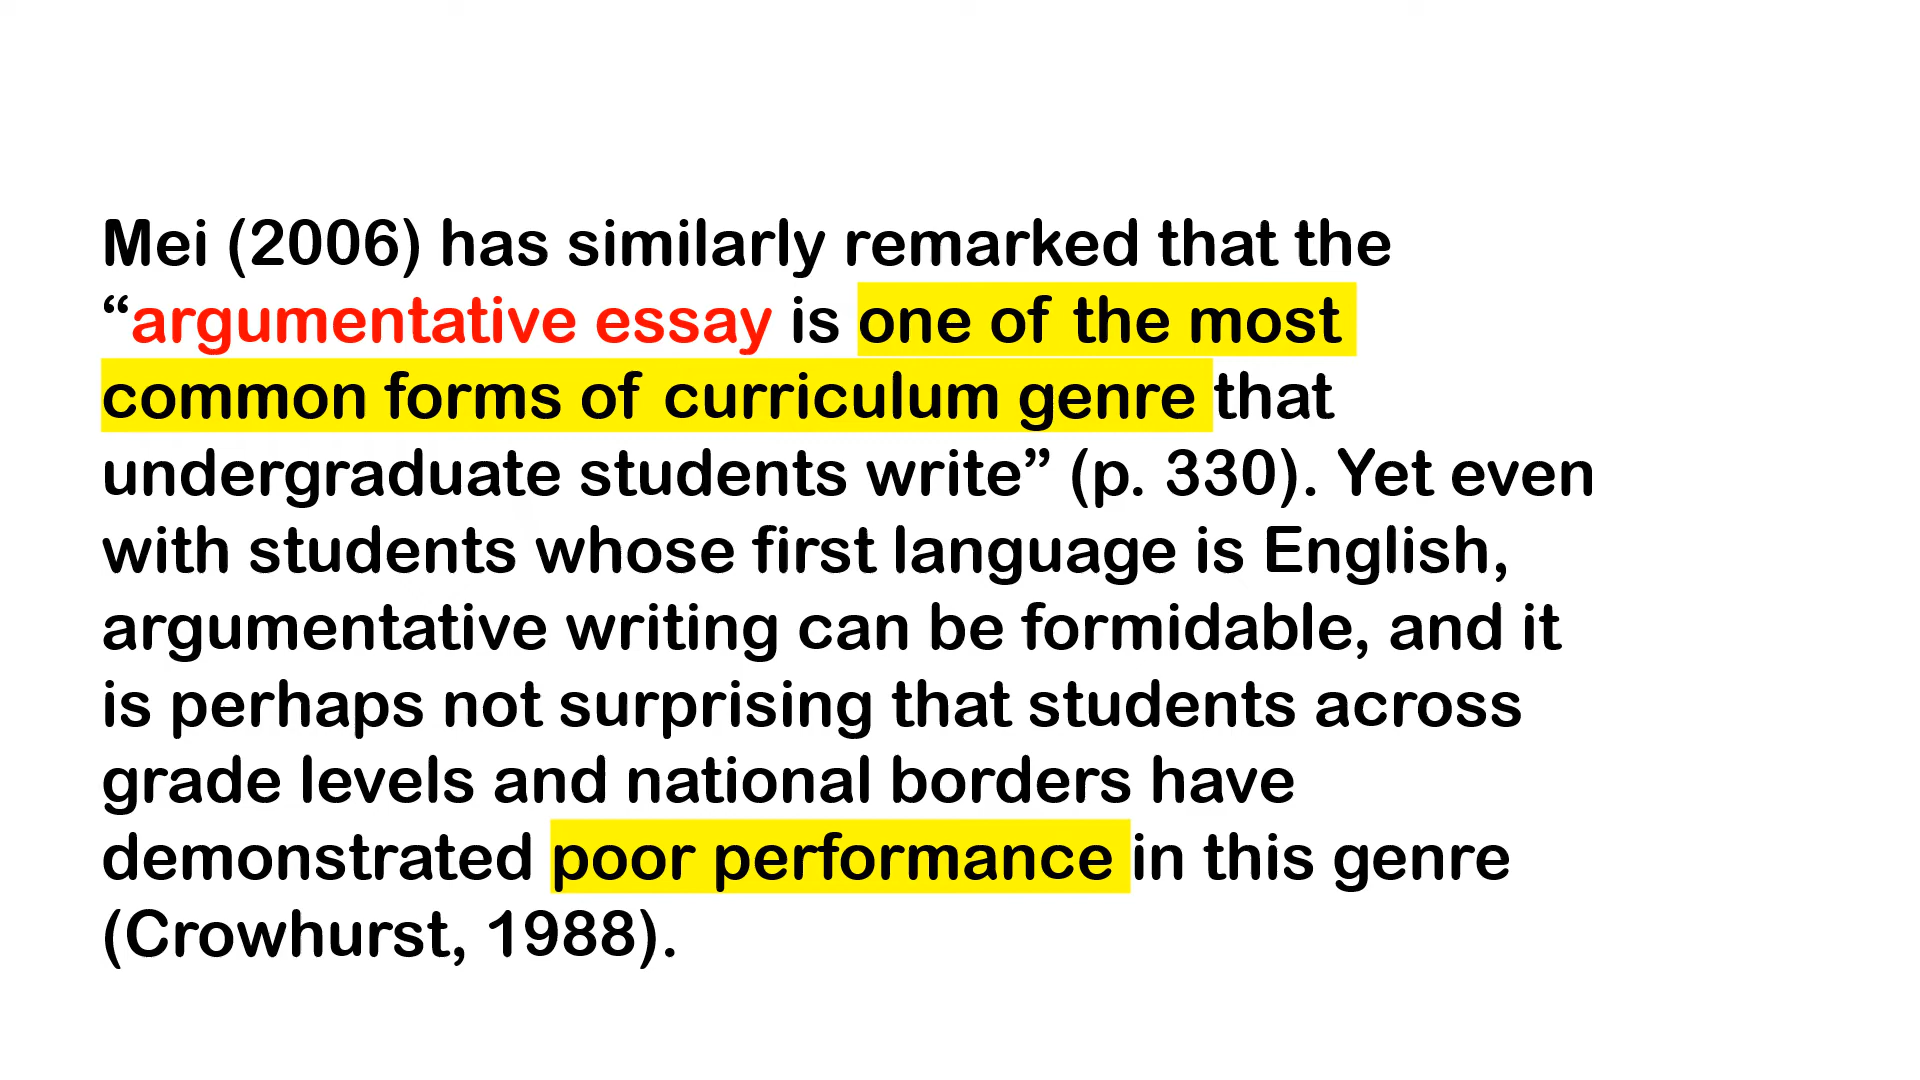 Mei (2006) has similarly remarked that the
“argumentative essay is one of the most
common forms of curriculum genre that
undergraduate students write” (p. 330). Yet even
with students whose first language is English,
argumentative writing can be formidable, and it
is perhaps not surprising that students across
grade levels and national borders have
demonstrated poor performance in this genre
(Crowhurst, 1988).